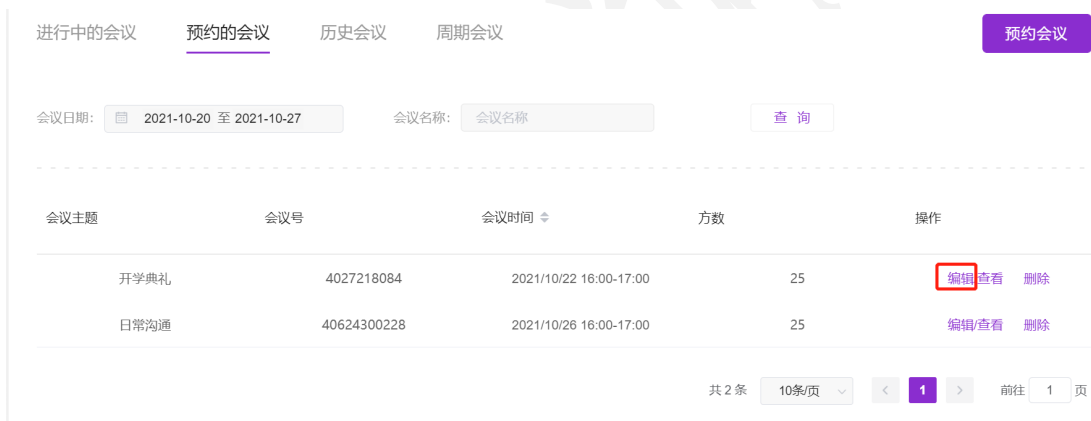 进行中的会议 预约的会议 历史会议 周期会议 预约会议
会议日期: 2021-10-20 至 2021-10-27 会议名称: 会议名称 查 询
会议主题 会议号 会议时间 方数 操作
开学典礼 4027218084 2021/10/22 16:00-17:00 25 编辑/查看 删除
日常沟通 40624300228 2021/10/26 16:00-17:00 25 编辑/查看 删除
共 2 条 10条/页 < 1 > 前往 1 页